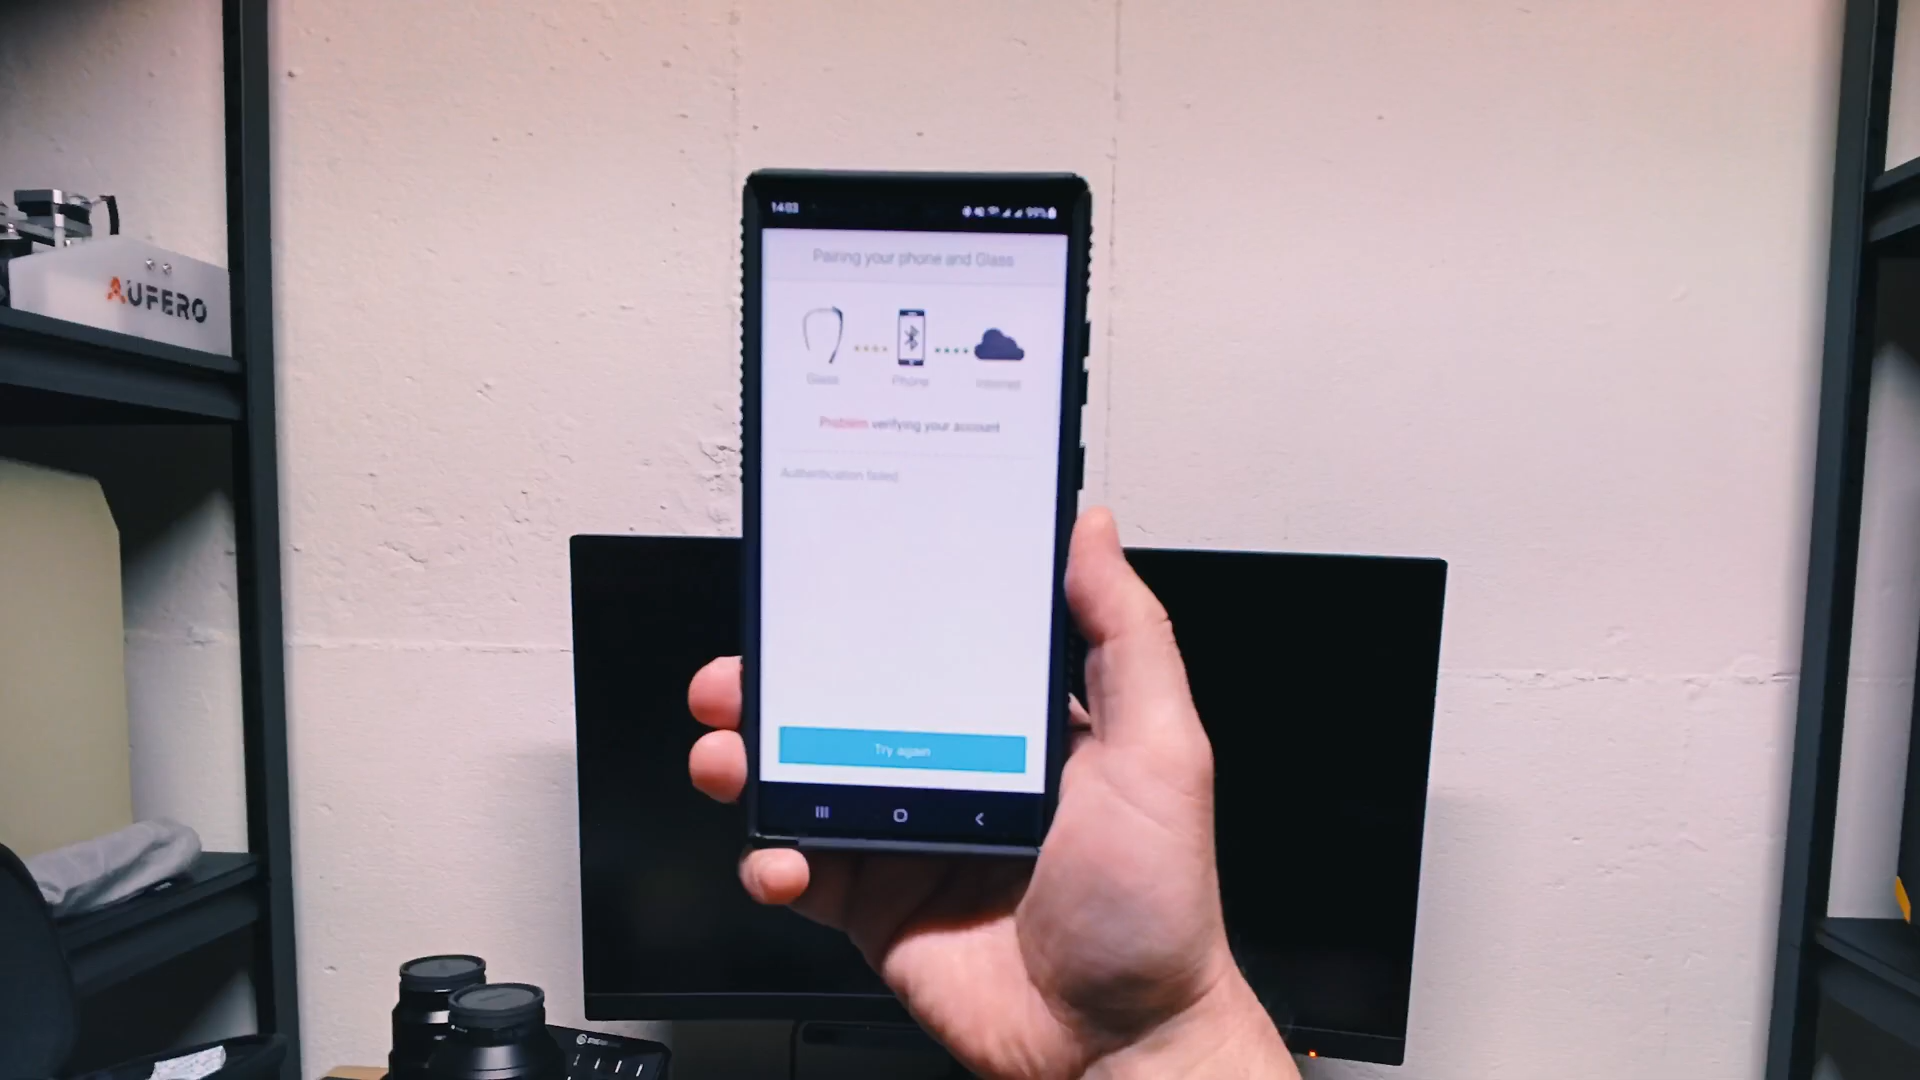 14:03
99%
Pairing your phone and Glass
Glass
Phone
Internet
Problem verifying your account
Authentication failed
Try again
AUFERO